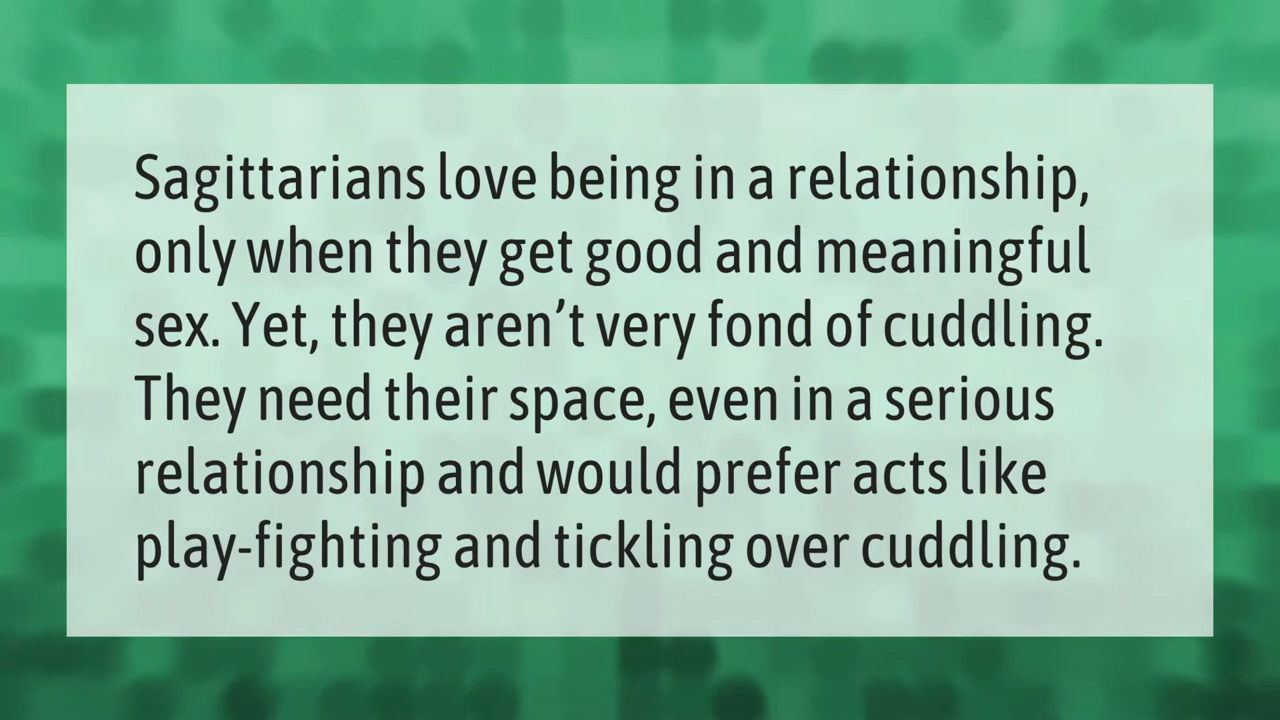 Sagittarians love being in a relationship,
only when they get good and meaningful
sex. Yet, they aren’t very fond of cuddling.
They need their space, even in a serious
relationship and would prefer acts like
play-fighting and tickling over cuddling.